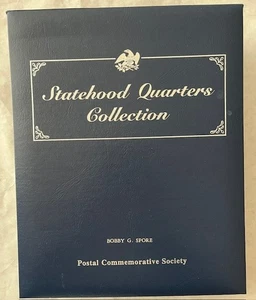 Statehood Quarters
Collection
BOBBY G. SPORE
Postal Commemorative Society